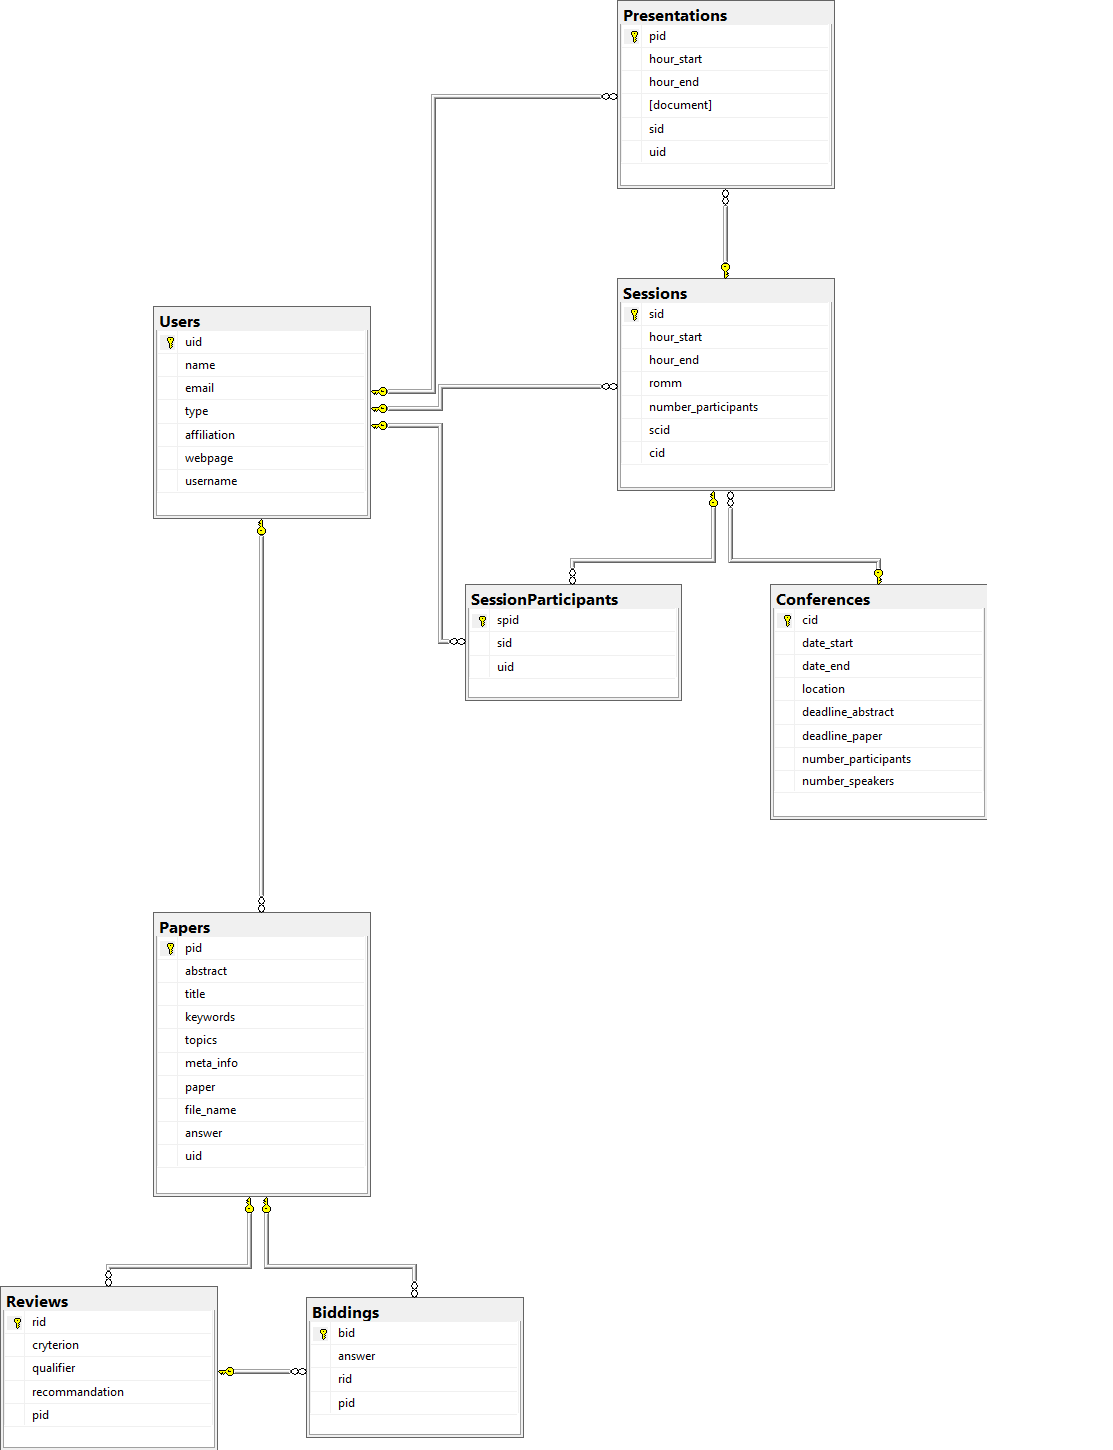 Presentations
pid
hour_start
hour_end
[document]
sid
uid
Sessions
sid
hour_start
hour_end
romm
number_participants
scid
cid
Users
uid
name
email
type
affiliation
webpage
username
SessionParticipants
spid
sid
uid
Conferences
cid
date_start
date_end
location
deadline_abstract
deadline_paper
number_participants
number_speakers
Papers
pid
abstract
title
keywords
topics
meta_info
paper
file_name
answer
uid
Reviews
rid
cryterion
qualifier
recommandation
pid
Biddings
bid
answer
rid
pid